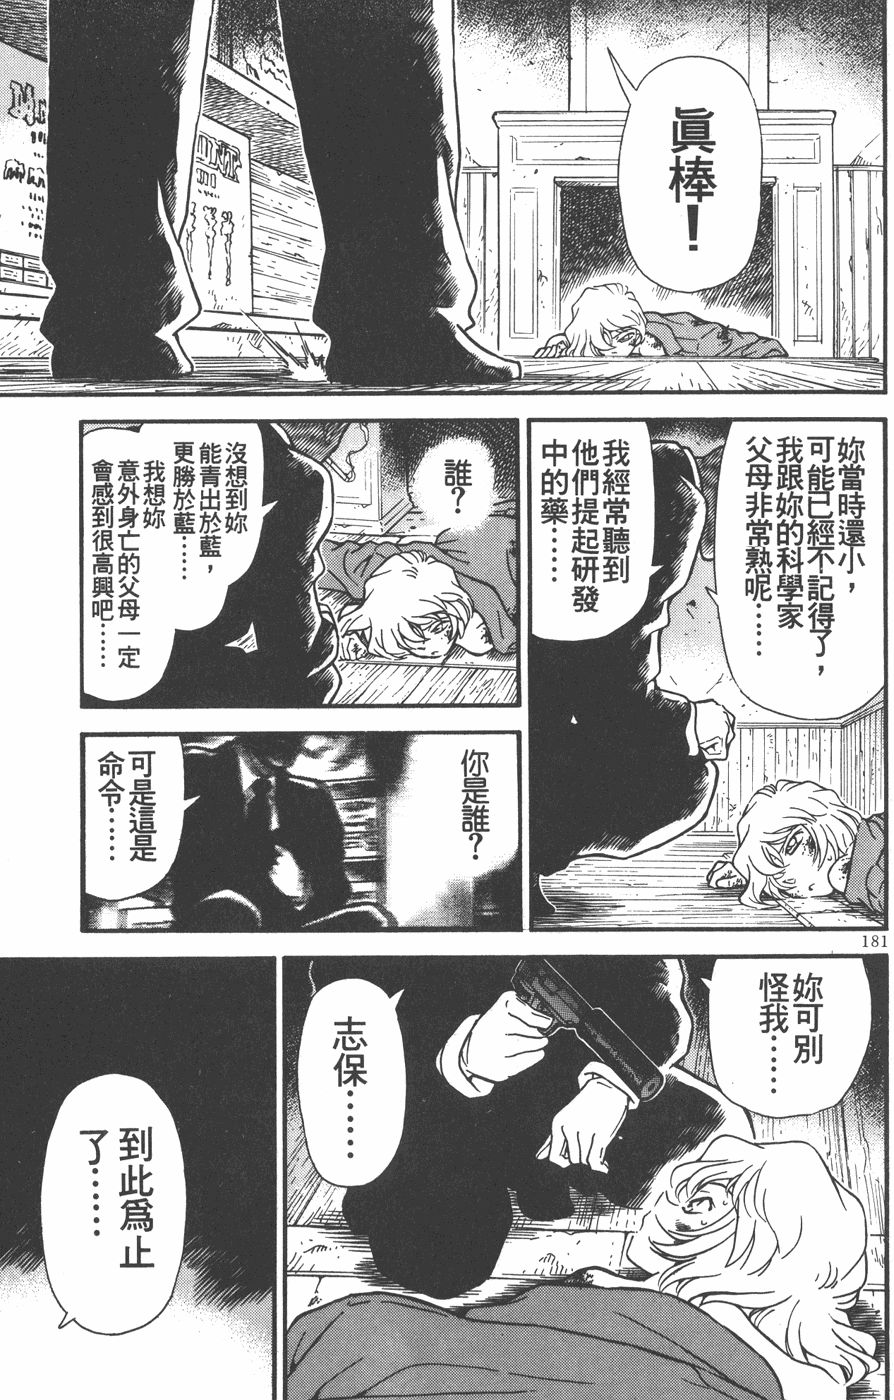 真棒！
妳當時還小，
可能已經不記得了，
我跟妳的科學家
父母非常熟呢……
我經常聽到
他們提起研發
中的藥……
誰？
沒想到妳
能青出於藍，
更勝於藍……
我想妳
意外身亡的父母一定
會感到很高興吧……
你是誰？
可是這是
命令……
181
妳可別
怪我……
志保……
到此爲止
了……